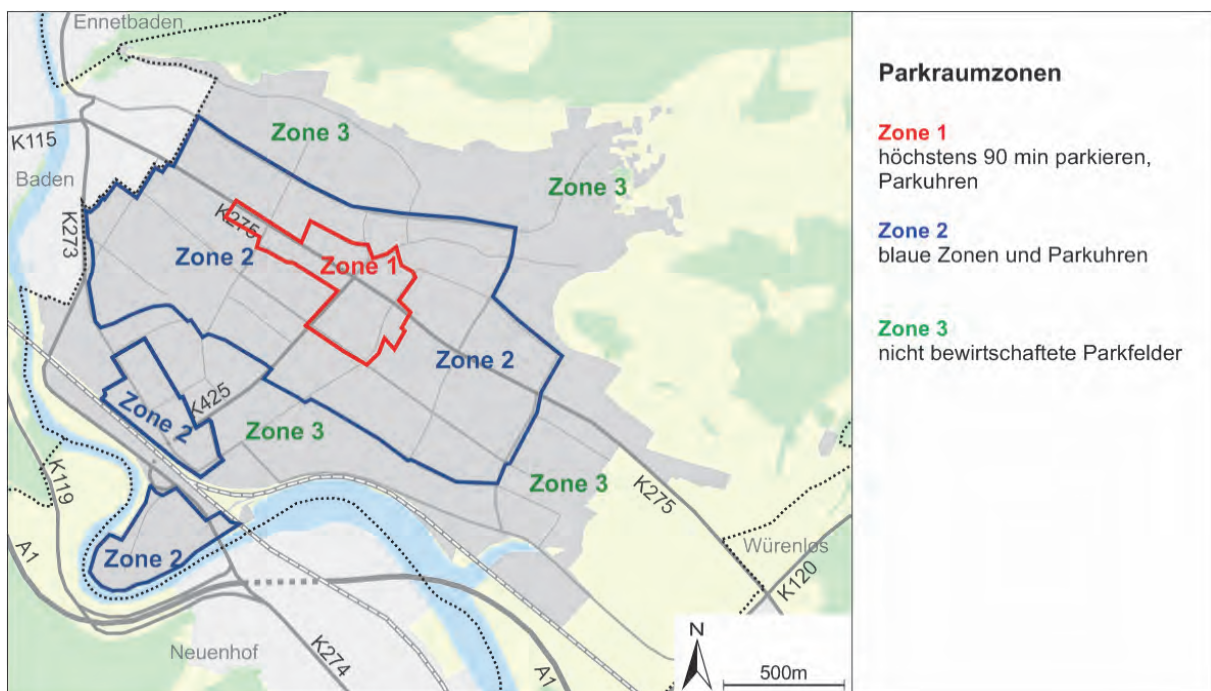 Ennetbaden
Zone 3
K115
Zone 3
Baden
K275
K273
Zone 2
Zone 1
Zone 2
Zone 2
K425
Zone 3
K119
Zone 3
K275
A1
Zone 2
Würenlos
K120
Neuenhof
K274
A1
N
500m
Parkraumzonen
Zone 1
höchstens 90 min parkieren,
Parkuhren
Zone 2
blaue Zonen und Parkuhren
Zone 3
nicht bewirtschaftete Parkfelder